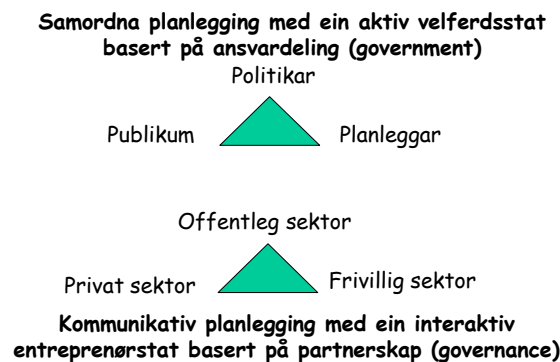 Samordna planlegging med ein aktiv velferdsstat
basert på ansvardeling (government)
Politikar
Publikum
Planleggar
Offentleg sektor
Privat sektor
Frivillig sektor
Kommunikativ planlegging med ein interaktiv
entreprenørstat basert på partnerskap (governance)